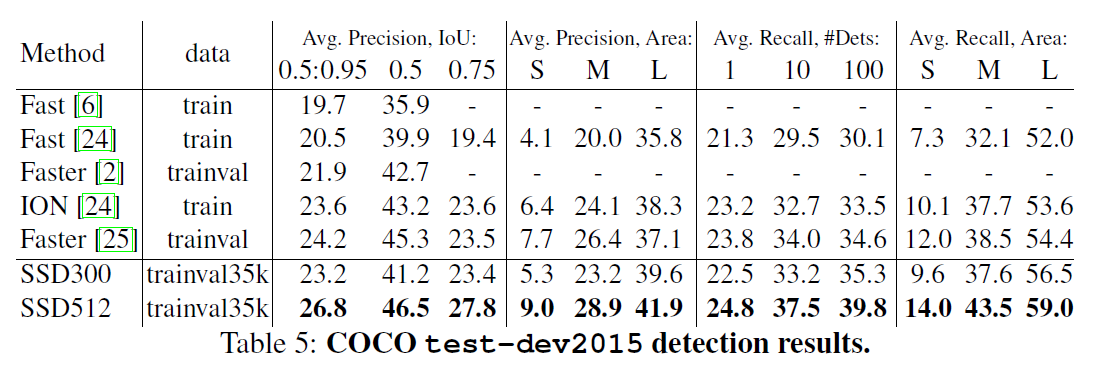 Method data Avg. Precision, IoU: Avg. Precision, Area: Avg. Recall, #Dets: Avg. Recall, Area:
0.5:0.95 0.5 0.75 S M L 1 10 100 S M L
Fast [6] train 19.7 35.9 - - - - - - - - - -
Fast [24] train 20.5 39.9 19.4 4.1 20.0 35.8 21.3 29.5 30.1 7.3 32.1 52.0
Faster [2] trainval 21.9 42.7 - - - - - - - - - -
ION [24] train 23.6 43.2 23.6 6.4 24.1 38.3 23.2 32.7 33.5 10.1 37.7 53.6
Faster [25] trainval 24.2 45.3 23.5 7.7 26.4 37.1 23.8 34.0 34.6 12.0 38.5 54.4
SSD300 trainval35k 23.2 41.2 23.4 5.3 23.2 39.6 22.5 33.2 35.3 9.6 37.6 56.5
SSD512 trainval35k 26.8 46.5 27.8 9.0 28.9 41.9 24.8 37.5 39.8 14.0 43.5 59.0
Table 5: COCO test-dev2015 detection results.